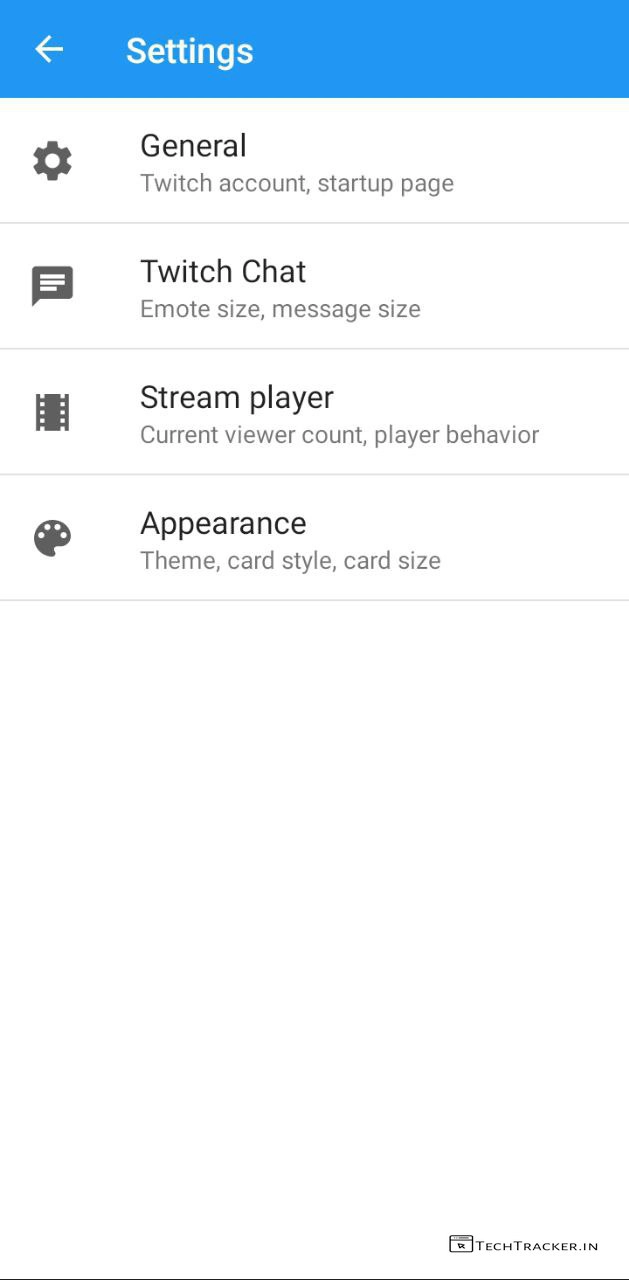 Settings
General
Twitch account, startup page
Twitch Chat
Emote size, message size
Stream player
Current viewer count, player behavior
Appearance
Theme, card style, card size
TECHTRACKER.IN